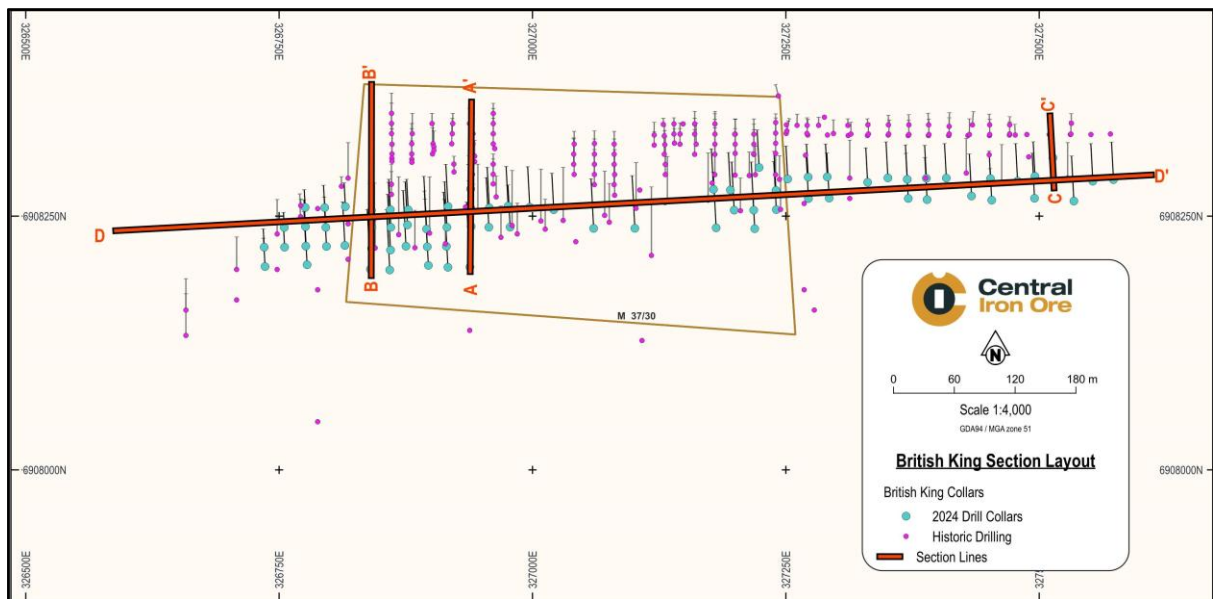 326500E
326750E
327000E
327250E
327500E
B'
A'
C'
D'
C
6908250N
6908250N
D
B
A
M 37/30
Central
Iron Ore
N
0 60 120 180 m
Scale 1:4,000
GDA94 / MGA zone 51
British King Section Layout
British King Collars
2024 Drill Collars
Historic Drilling
Section Lines
6908000N
6908000N
326500E
326750E
327000E
327250E